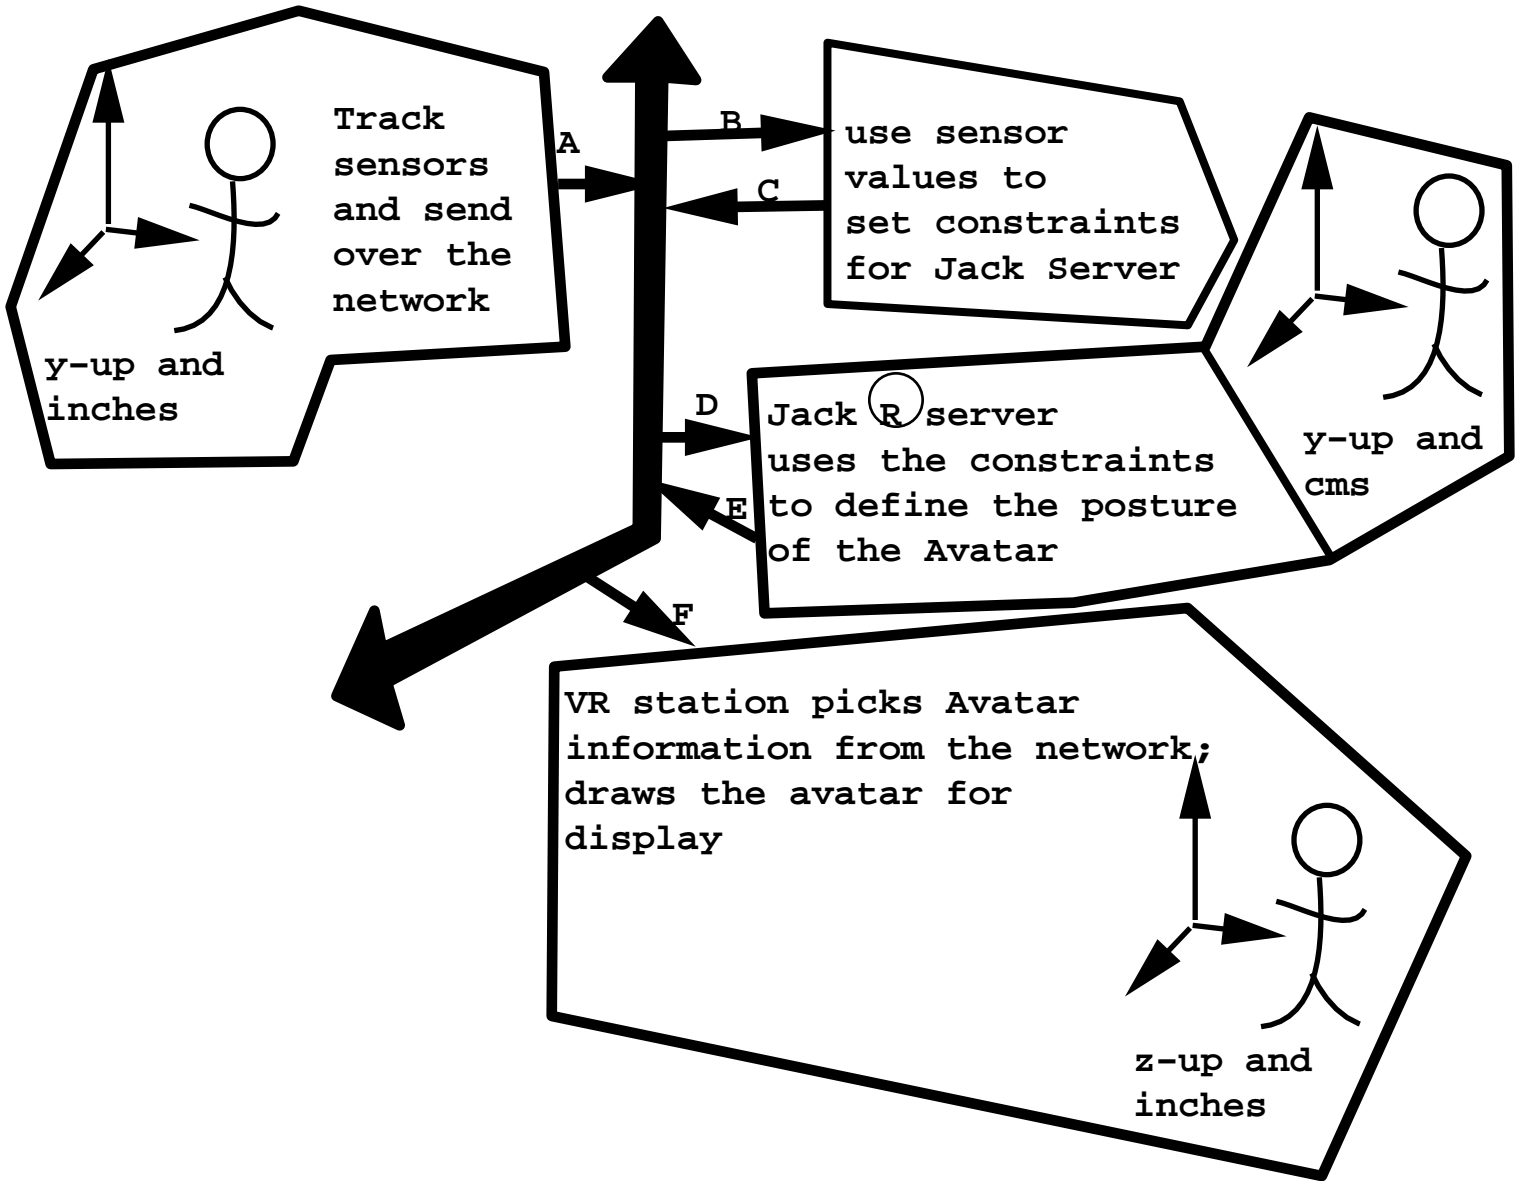 Track
sensors
and send
over the
network
y-up and
inches
A
B
C
use sensor
values to
set constraints
for Jack Server
D
E
Jack ® server
uses the constraints
to define the posture
of the Avatar
y-up and
cms
F
VR station picks Avatar
information from the network;
draws the avatar for
display
z-up and
inches